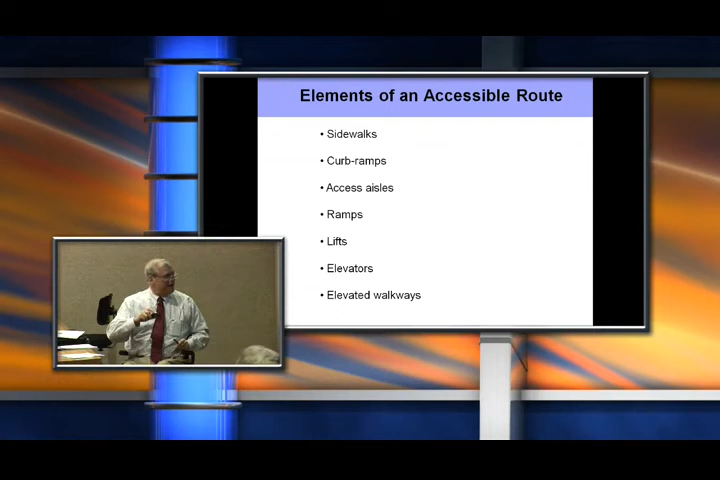 Elements of an Accessible Route
• Sidewalks
• Curb-ramps
• Access aisles
• Ramps
• Lifts
• Elevators
• Elevated walkways